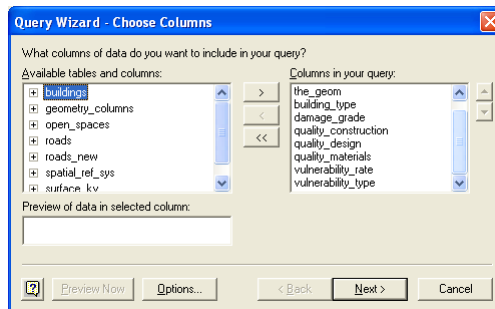 Query Wizard - Choose Columns
What columns of data do you want to include in your query?
Available tables and columns:
buildings
geometry_columns
open_spaces
roads
roads_new
spatial_ref_sys
surface_ky
>
<
<<
Columns in your query:
the_geom
building_type
damage_grade
quality_construction
quality_design
quality_materials
vulnerability_rate
vulnerability_type
Preview of data in selected column:
Preview Now
Options...
< Back
Next >
Cancel